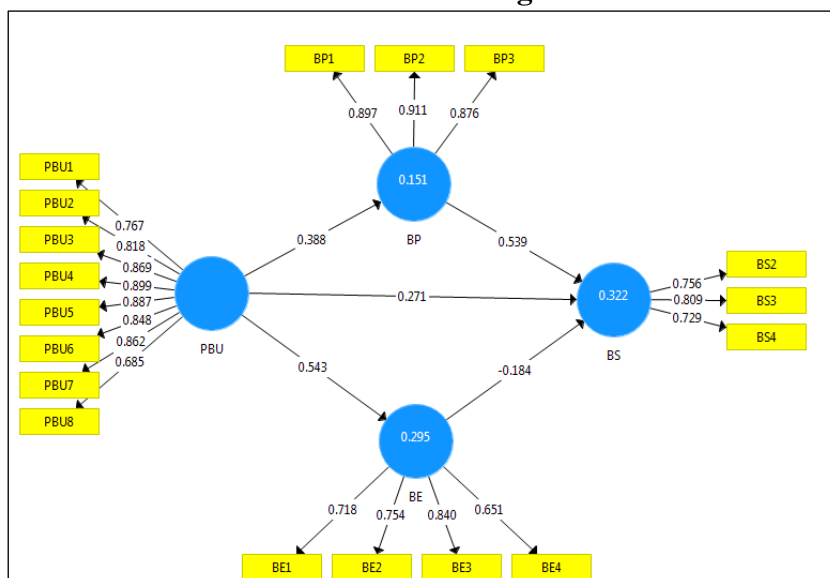 g
BP1 BP2 BP3
0.897 0.911 0.876
PBU1
PBU2
PBU3
PBU4
PBU5
PBU6
PBU7
PBU8
0.767
0.818
0.869
0.899
0.887
0.848
0.862
0.685
PBU
0.388
0.271
0.543
0.151
BP
0.539
-0.184
0.322
BS
0.756
0.809
0.729
BS2
BS3
BS4
0.295
BE
0.718 0.754 0.840 0.651
BE1 BE2 BE3 BE4